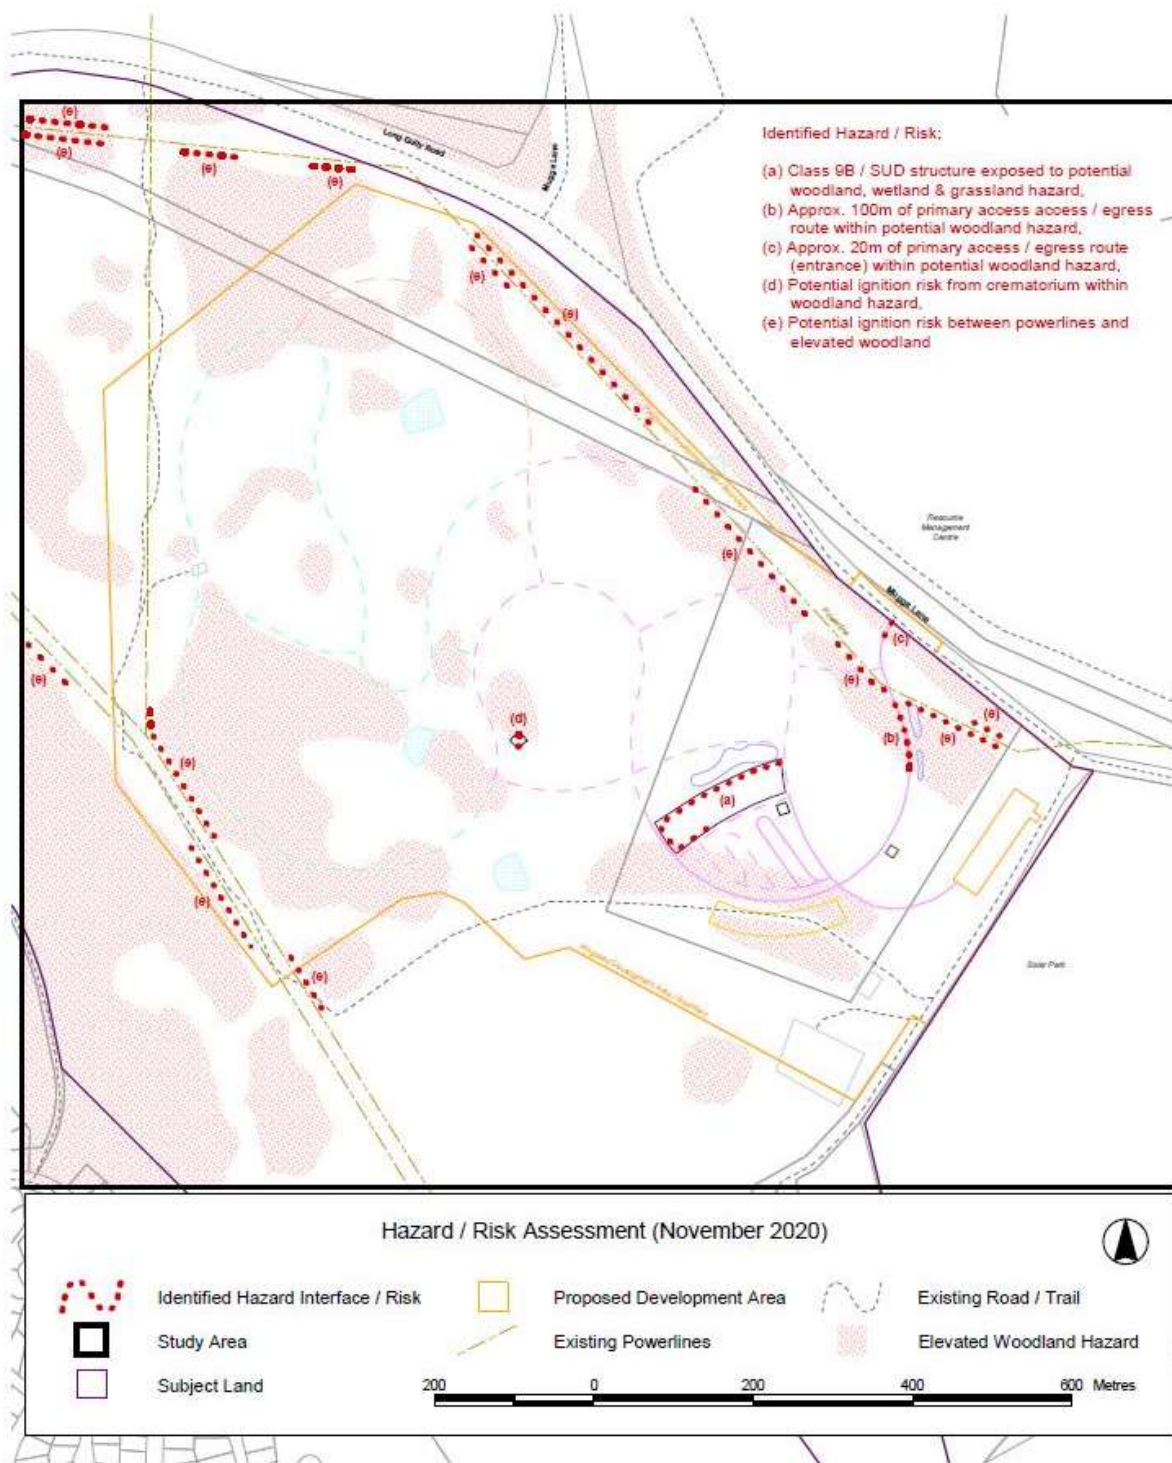 (e)
(e)
(e)
(e)
Long Gully Road
Mugga Lane
Identified Hazard / Risk;
(a) Class 9B / SUD structure exposed to potential
woodland, wetland & grassland hazard,
(b) Approx. 100m of primary access access / egress
route within potential woodland hazard,
(c) Approx. 20m of primary access / egress route
(entrance) within potential woodland hazard,
(d) Potential ignition risk from crematorium within
woodland hazard,
(e) Potential ignition risk between powerlines and
elevated woodland
(e)
(e)
Resource
Management
Centre
(e)
Mugga Lane
Powerline
(c)
(e)
(e)
(e)
(d)
(b)
(e)
(e)
(a)
(e)
(e)
Solar Park
Hazard / Risk Assessment (November 2020)
Identified Hazard Interface / Risk
Proposed Development Area
Existing Road / Trail
Study Area
Existing Powerlines
Elevated Woodland Hazard
Subject Land
200 0 200 400 600 Metres